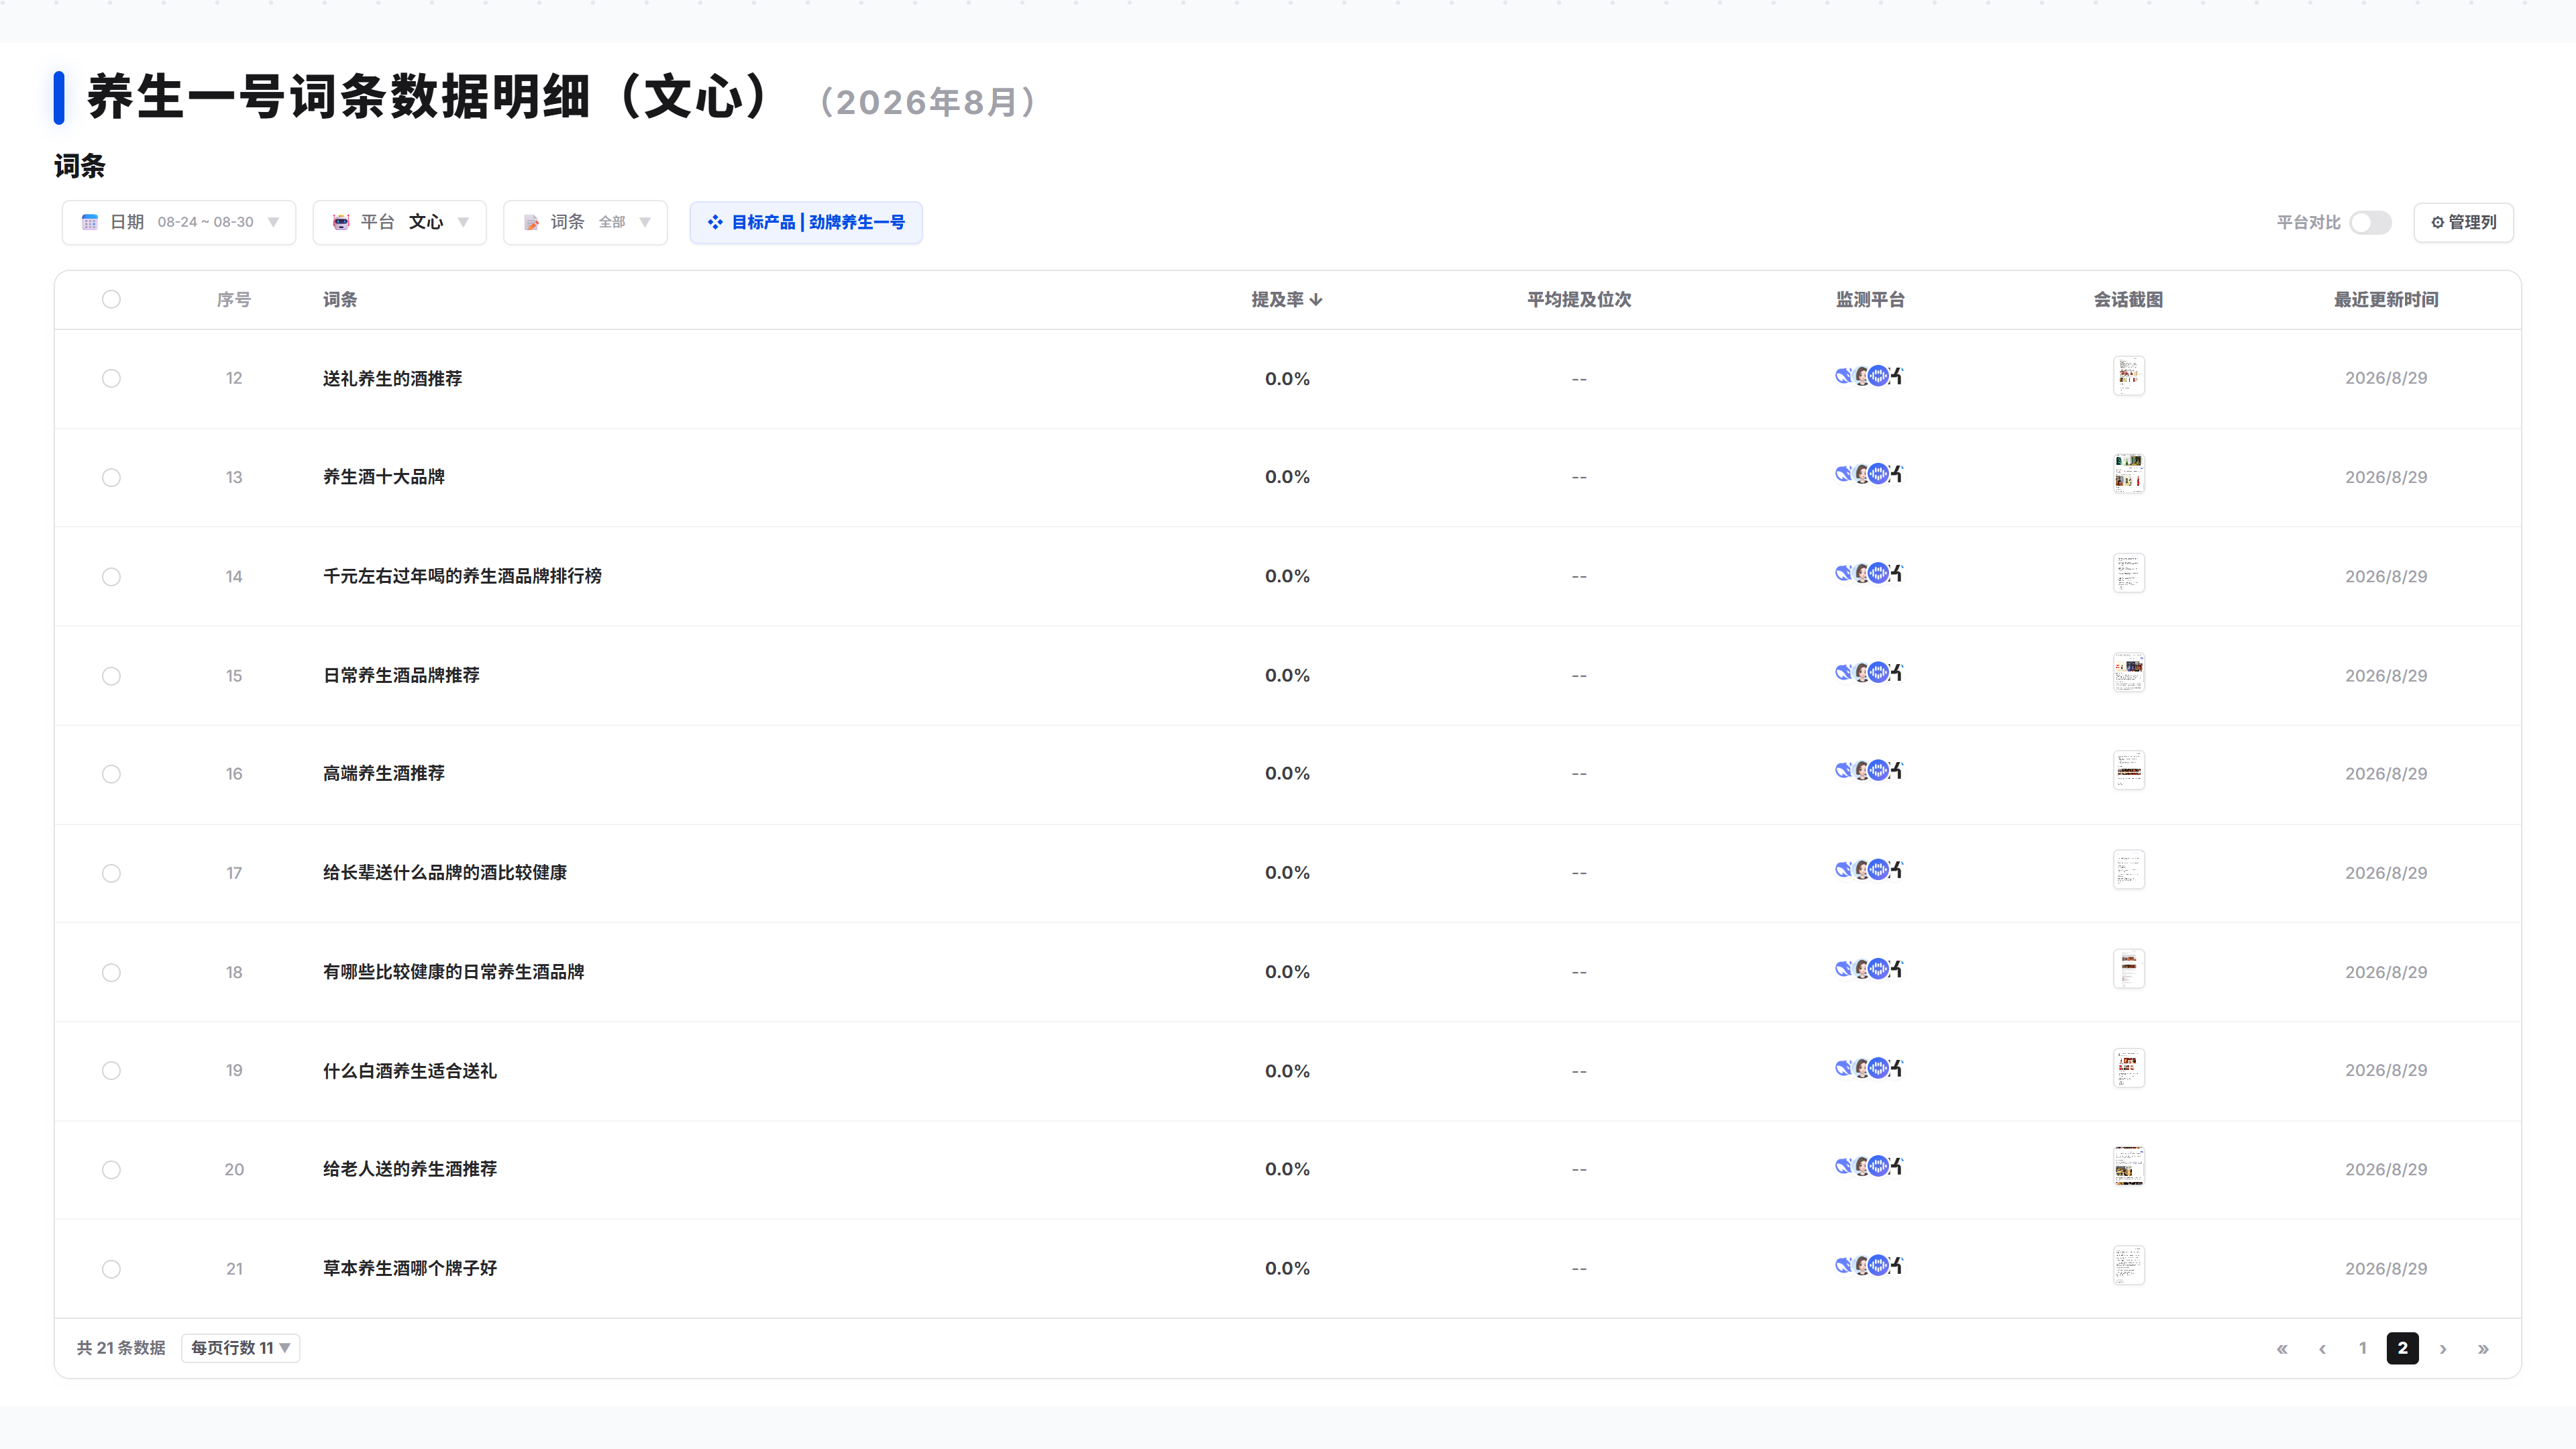 养生一号词条数据明细（文心）（2026年8月）
词条
日期 08-24 ~ 08-30 ▼ 平台 文心 ▼ 词条 全部 ▼ 目标产品 | 劲牌养生一号 平台对比 管理列
序号 词条 提及率 ↓ 平均提及位次 监测平台 会话截图 最近更新时间
12 送礼养生的酒推荐 0.0% -- 2026/8/29
13 养生酒十大品牌 0.0% -- 2026/8/29
14 千元左右过年喝的养生酒品牌排行榜 0.0% -- 2026/8/29
15 日常养生酒品牌推荐 0.0% -- 2026/8/29
16 高端养生酒推荐 0.0% -- 2026/8/29
17 给长辈送什么品牌的酒比较健康 0.0% -- 2026/8/29
18 有哪些比较健康的日常养生酒品牌 0.0% -- 2026/8/29
19 什么白酒养生适合送礼 0.0% -- 2026/8/29
20 给老人送的养生酒推荐 0.0% -- 2026/8/29
21 草本养生酒哪个牌子好 0.0% -- 2026/8/29
共 21 条数据 每页行数 11 ▼ « ‹ 1 2 › »